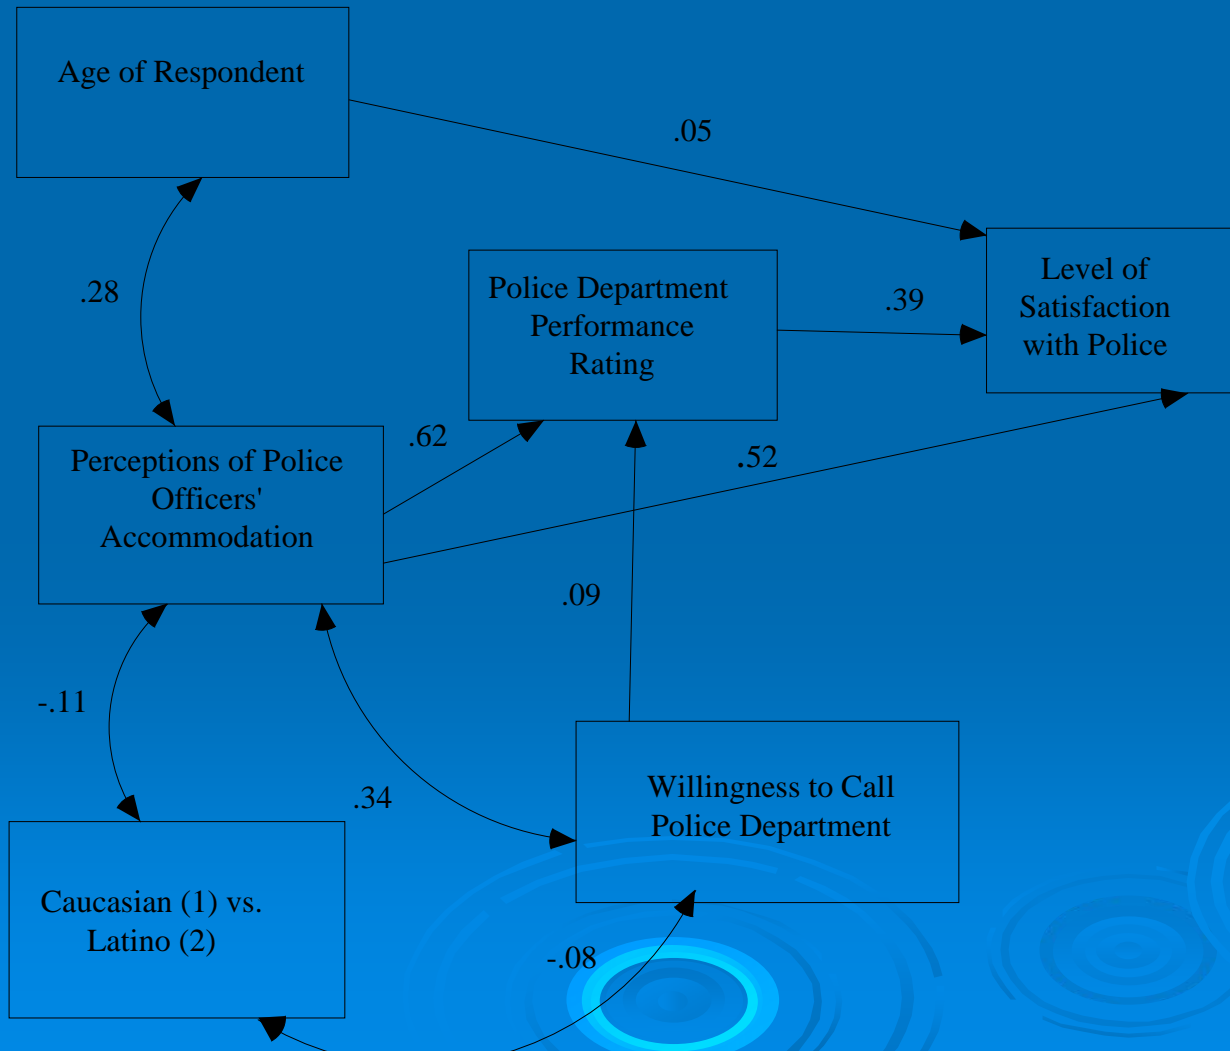 Age of Respondent
.05
.28
Police Department
Performance
Rating
.39
Level of
Satisfaction
with Police
.62
.52
Perceptions of Police
Officers'
Accommodation
.09
-.11
.34
Willingness to Call
Police Department
Caucasian (1) vs.
Latino (2)
-.08